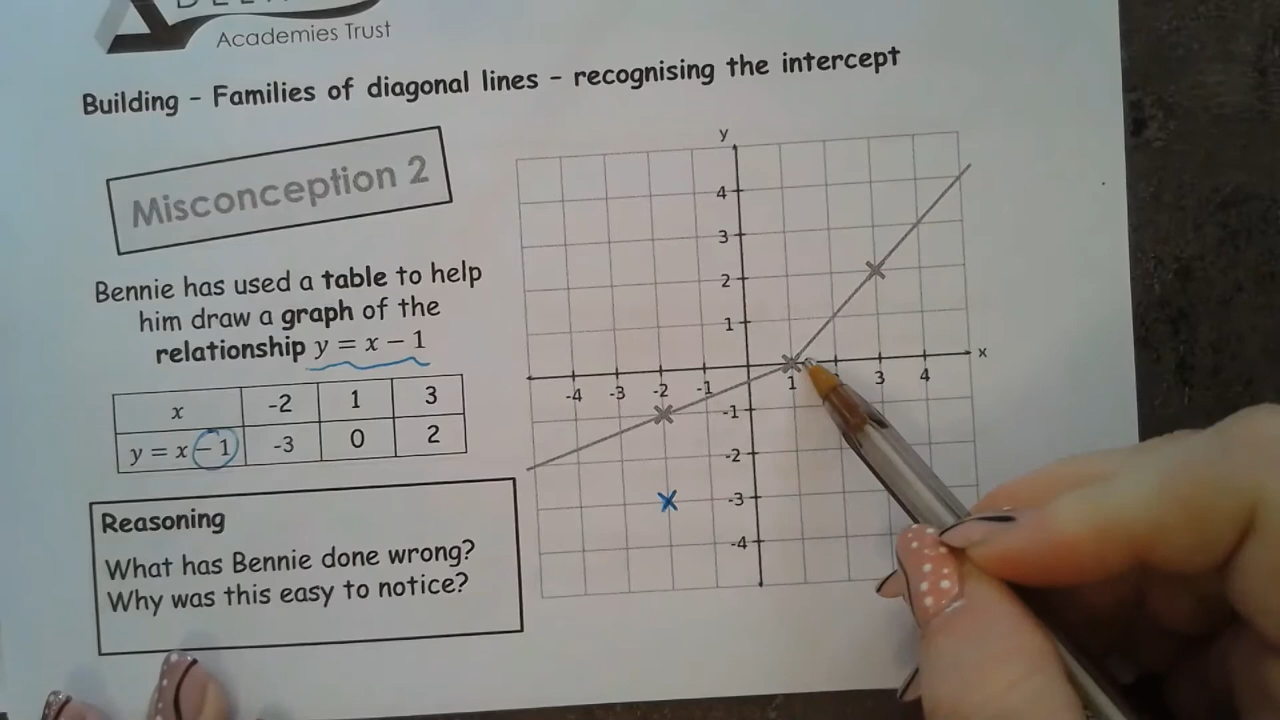 Academies Trust
Building - Families of diagonal lines - recognising the intercept
Misconception 2
Bennie has used a table to help
him draw a graph of the
relationship y = x − 1
x -2 1 3
y = x − 1 -3 0 2
Reasoning
What has Bennie done wrong?
Why was this easy to notice?
y
4
3
2
1
x
-4 -3 -2 -1 1 3 4
-1
-2
-3
-4